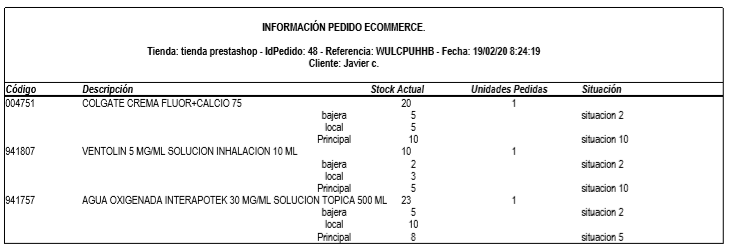 INFORMACIÓN PEDIDO ECOMMERCE.
Tienda: tienda prestashop - IdPedido: 48 - Referencia: WULCPUHHB - Fecha: 19/02/20 8:24:19
Cliente: Javier c.
Código Descripción Stock Actual Unidades Pedidas Situación
004751 COLGATE CREMA FLUOR+CALCIO 75 20 1
bajera 5 situacion 2
local 5
Principal 10 situacion 10
941807 VENTOLIN 5 MG/ML SOLUCION INHALACION 10 ML 10 1
bajera 2 situacion 2
local 3
Principal 5 situacion 10
941757 AGUA OXIGENADA INTERAPOTEK 30 MG/ML SOLUCION TOPICA 500 ML 23 1
bajera 5 situacion 2
local 10
Principal 8 situacion 5